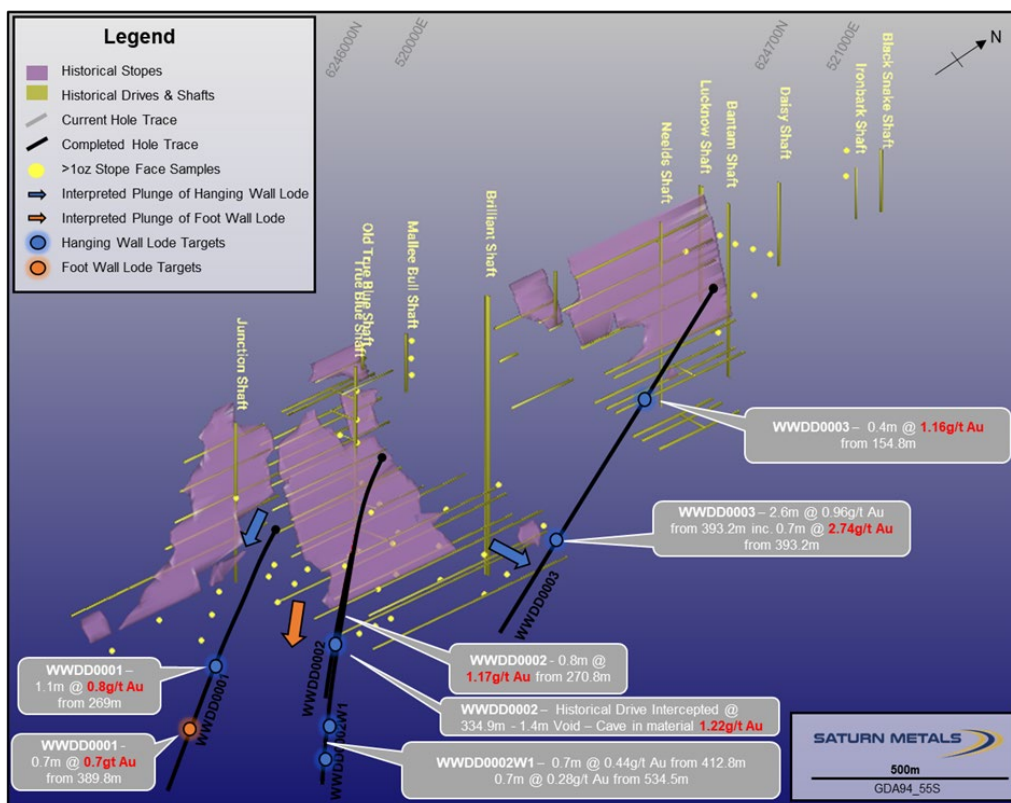 Legend
Historical Stopes
Historical Drives & Shafts
Current Hole Trace
Completed Hole Trace
>1oz Stope Face Samples
Interpreted Plunge of Hanging Wall Lode
Interpreted Plunge of Foot Wall Lode
Hanging Wall Lode Targets
Foot Wall Lode Targets
6246000N
520000E
624700N
521000E
N
Black Snake Shaft
Ironbark Shaft
Daisy Shaft
Bantam Shaft
Lucknow Shaft
Neelds Shaft
Brilliant Shaft
Mallee Bull Shaft
Old True Blue Shaft
True Blue Shaft
Junction Shaft
WWDD0003 – 0.4m @ 1.16g/t Au
from 154.8m
WWDD0003 – 2.6m @ 0.96g/t Au
from 393.2m inc. 0.7m @ 2.74g/t Au
from 393.2m
WWDD0003
WWDD0002 - 0.8m @
1.17g/t Au from 270.8m
WWDD0002
WWDD0002 – Historical Drive Intercepted @
334.9m - 1.4m Void – Cave in material 1.22g/t Au
WWDD0002W1
WWDD0002W1 – 0.7m @ 0.44g/t Au from 412.8m
0.7m @ 0.28g/t Au from 534.5m
WWDD0001 –
1.1m @ 0.8g/t Au
from 269m
WWDD0001
WWDD0001 -
0.7m @ 0.7gt Au
from 389.8m
SATURN METALS
500m
GDA94_55S